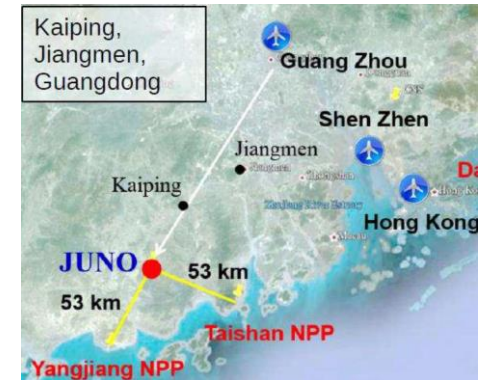 Kaiping,
Jiangmen,
Guangdong
Guang Zhou
Shen Zhen
Jiangmen
Kaiping
Da
Hong Kong
JUNO
53 km
53 km
Taishan NPP
Yangjiang NPP